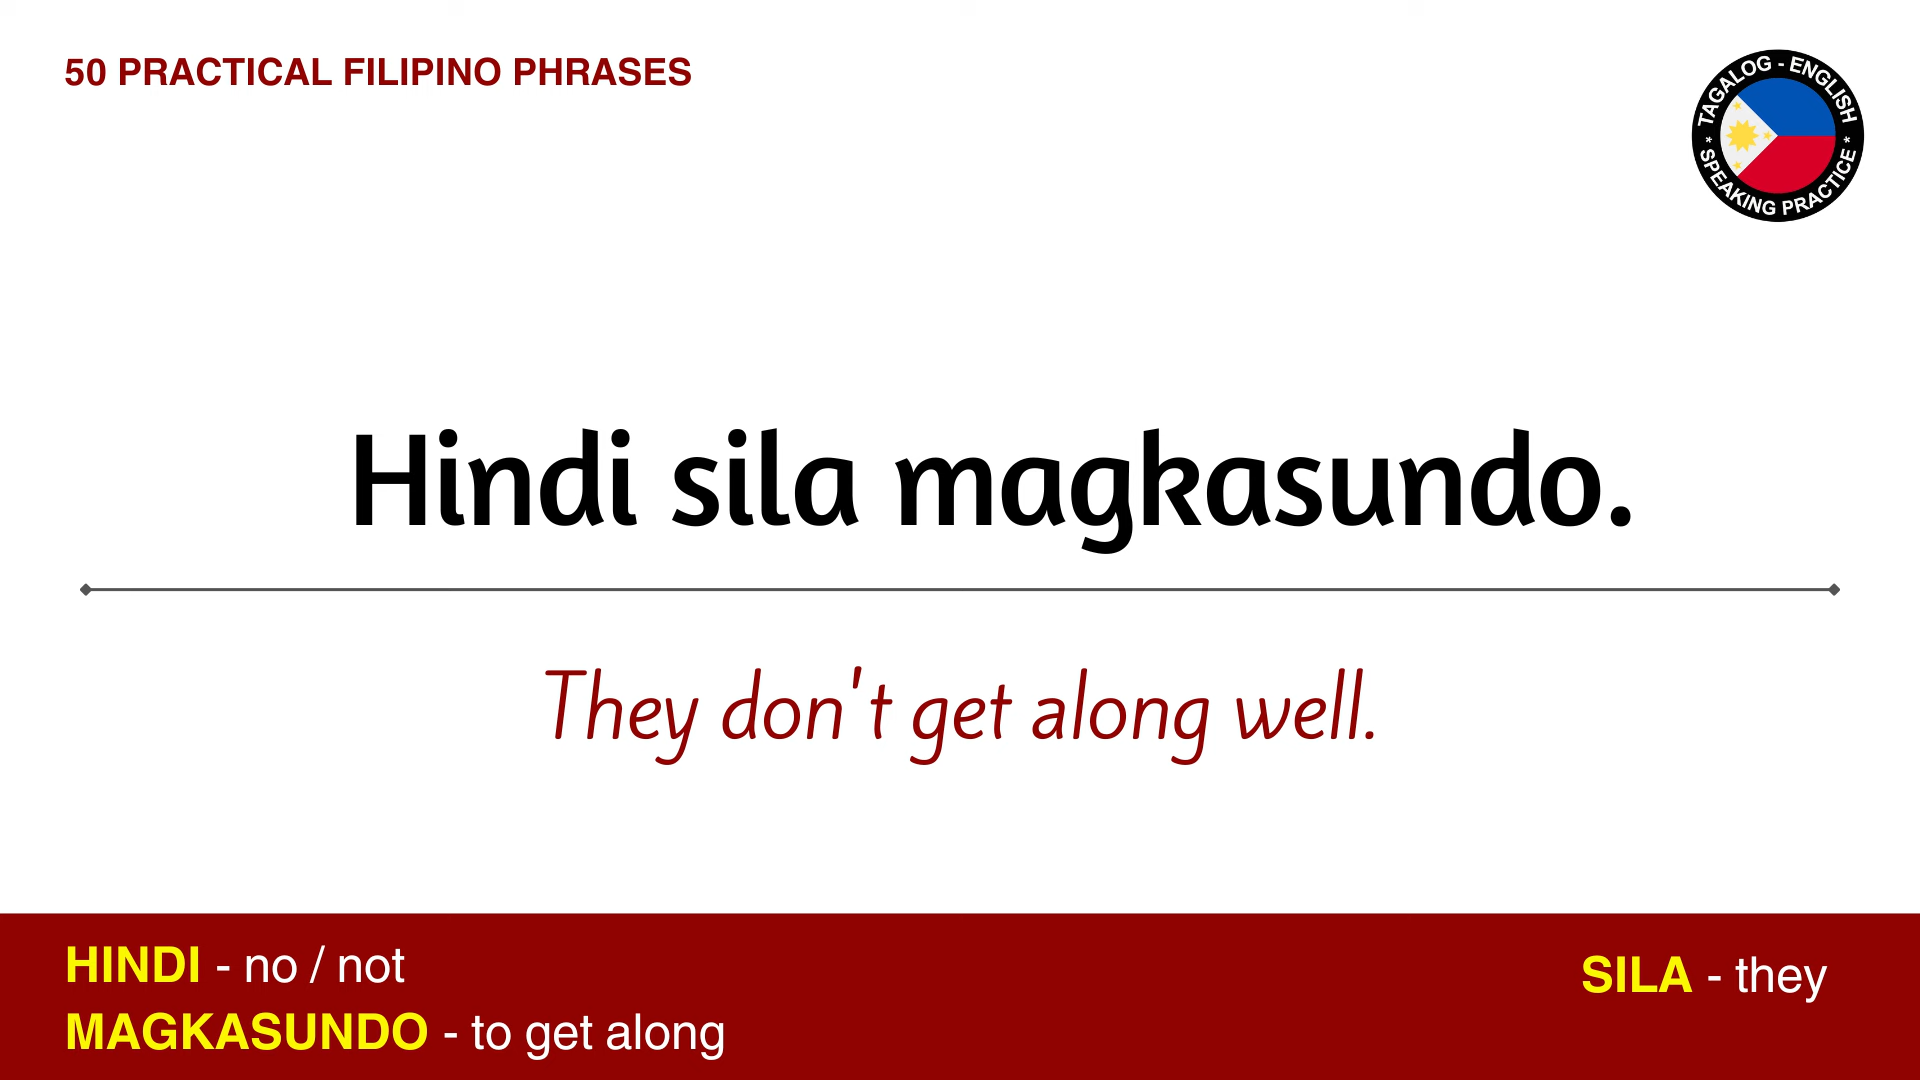 50 PRACTICAL FILIPINO PHRASES
TAGALOG - ENGLISH
* SPEAKING PRACTICE *
Hindi sila magkasundo.
They don't get along well.
HINDI - no / not
MAGKASUNDO - to get along
SILA - they